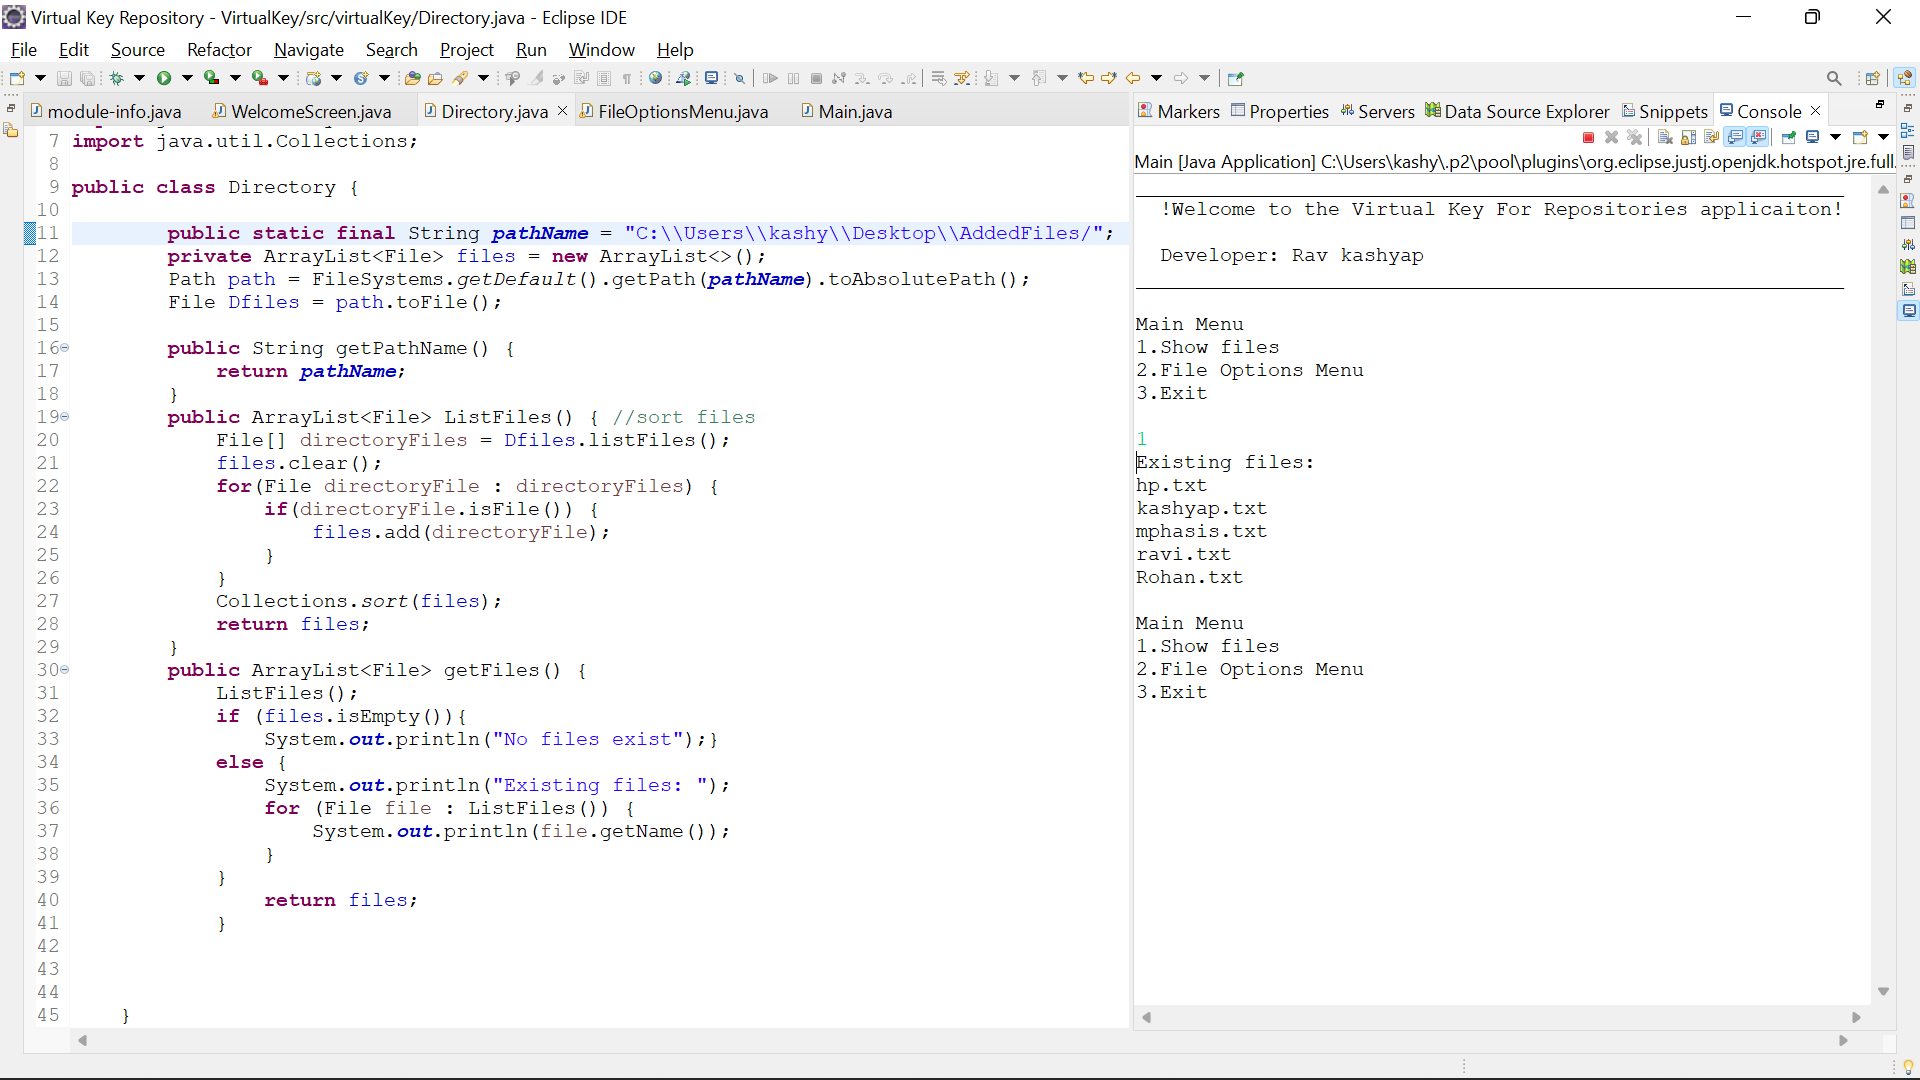 Virtual Key Repository - VirtualKey/src/virtualKey/Directory.java - Eclipse IDE
File Edit Source Refactor Navigate Search Project Run Window Help
module-info.java WelcomeScreen.java Directory.java FileOptionsMenu.java Main.java
7 import java.util.Collections;
8
9 public class Directory {
10
11 public static final String pathName = "C:\\Users\\kashy\\Desktop\\AddedFiles/";
12 private ArrayList<File> files = new ArrayList<>();
13 Path path = FileSystems.getDefault().getPath(pathName).toAbsolutePath();
14 File Dfiles = path.toFile();
15
16 public String getPathName() {
17 return pathName;
18 }
19 public ArrayList<File> ListFiles() { //sort files
20 File[] directoryFiles = Dfiles.listFiles();
21 files.clear();
22 for(File directoryFile : directoryFiles) {
23 if(directoryFile.isFile()) {
24 files.add(directoryFile);
25 }
26 }
27 Collections.sort(files);
28 return files;
29 }
30 public ArrayList<File> getFiles() {
31 ListFiles();
32 if (files.isEmpty()){
33 System.out.println("No files exist");}
34 else {
35 System.out.println("Existing files: ");
36 for (File file : ListFiles()) {
37 System.out.println(file.getName());
38 }
39 }
40 return files;
41 }
42
43
44
45 }
Markers Properties Servers Data Source Explorer Snippets Console
Main [Java Application] C:\Users\kashy\.p2\pool\plugins\org.eclipse.justj.openjdk.hotspot.jre.full.
!Welcome to the Virtual Key For Repositories applicaiton!
Developer: Rav kashyap
Main Menu
1.Show files
2.File Options Menu
3.Exit
1
Existing files:
hp.txt
kashyap.txt
mphasis.txt
ravi.txt
Rohan.txt
Main Menu
1.Show files
2.File Options Menu
3.Exit